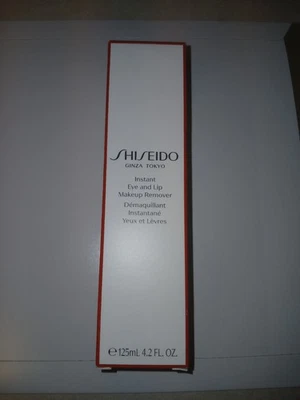 SHISEIDO
GINZA TOKYO
Instant
Eye and Lip
Makeup Remover
Démaquillant
Instantané
Yeux et Lèvres
℮125mL 4.2 FL. OZ.